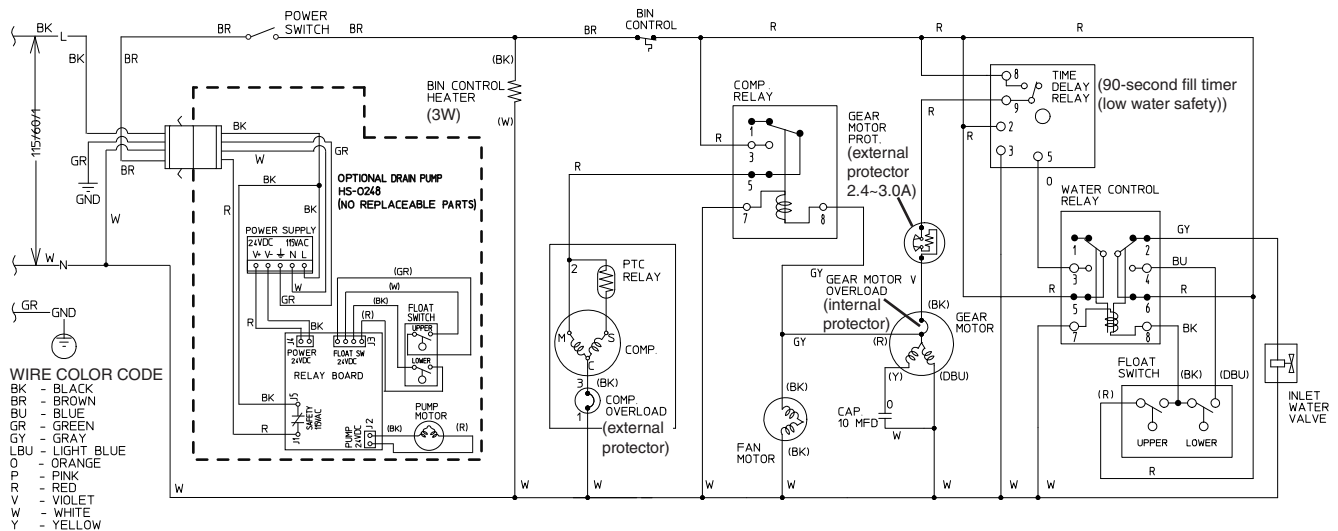 POWER
SWITCH
BIN
CONTROL
BK
L
BR
BR
BR
R
R
R
BK
BR
(BK)
BIN CONTROL
HEATER
(3W)
(W)
115/60/1
COMP.
RELAY
1
3
5
7
8
R
R
GEAR
MOTOR
PROT.
(external
protector
2.4~3.0A)
R
R
8
9
2
3
5
TIME
DELAY
RELAY
(90-second fill timer
(low water safety))
O
BK
GR
W
BR
GR
GND
W
R
BK
BK
OPTIONAL DRAIN PUMP
HS-0248
(NO REPLACEABLE PARTS)
POWER SUPPLY
24VDC 115VAC
V+ V- N L
W
GR
R
BK
(GR)
(W)
(BK)
(R)
FLOAT
SWITCH
UPPER
LOWER
J4
POWER
24VDC
J3
FLOAT SW
24VDC
RELAY BOARD
BK
J5
SAFETY
115VAC
R
J1
PUMP
24VDC
J2
PUMP
MOTOR
(BK)
(R)
W
N
GR
GND
WIRE COLOR CODE
BK - BLACK
BR - BROWN
BU - BLUE
GR - GREEN
GY - GRAY
LBU - LIGHT BLUE
O - ORANGE
P - PINK
R - RED
V - VIOLET
W - WHITE
Y - YELLOW
2
PTC
RELAY
M
S
C
COMP.
3
(BK)
1
COMP.
OVERLOAD
(external
protector)
GY
GEAR MOTOR V
OVERLOAD
(internal
protector)
(BK)
GEAR
MOTOR
GY
(R)
(Y)
(DBU)
(BK)
FAN
MOTOR
(BK)
O
CAP.
10 MFD
W
WATER CONTROL
RELAY
1
2
3
4
5
6
7
8
GY
BU
R
R
BK
FLOAT
SWITCH
(BK)
(DBU)
(R)
UPPER
LOWER
R
INLET
WATER
VALVE
W
W
W
W
W
W
W
W